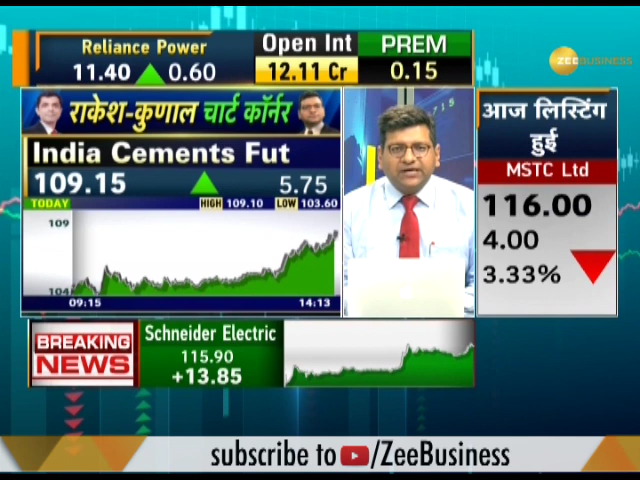 Reliance Power
11.40 0.60
Open Int
12.11 Cr
PREM
0.15
ZEEBUSINESS
राकेश-कुणाल चार्ट कॉर्नर
India Cements Fut
109.15 5.75
TODAY HIGH 109.10 LOW 103.60
109
104
09:15 14:13
आज लिस्टिंग
हुई
MSTC Ltd
116.00
4.00
3.33%
BREAKING
NEWS
Schneider Electric
115.90
+13.85
subscribe to /ZeeBusiness